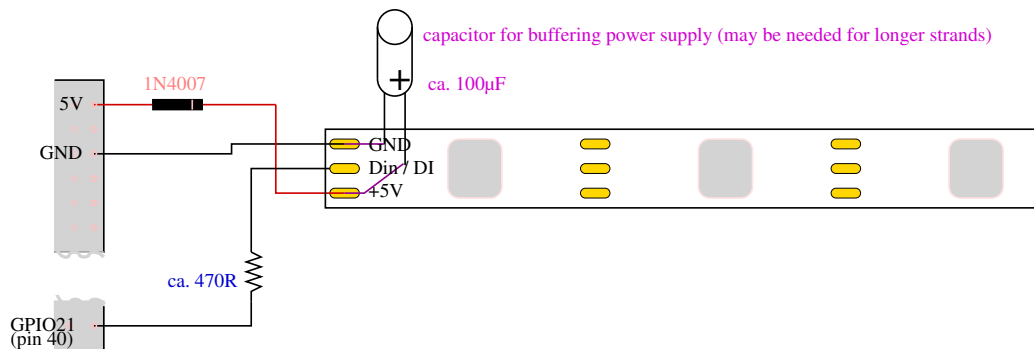 capacitor for buffering power supply (may be needed for longer strands)
1N4007
+
ca. 100μF
5V
GND
GND
Din / DI
+5V
ca. 470R
GPIO21
(pin 40)